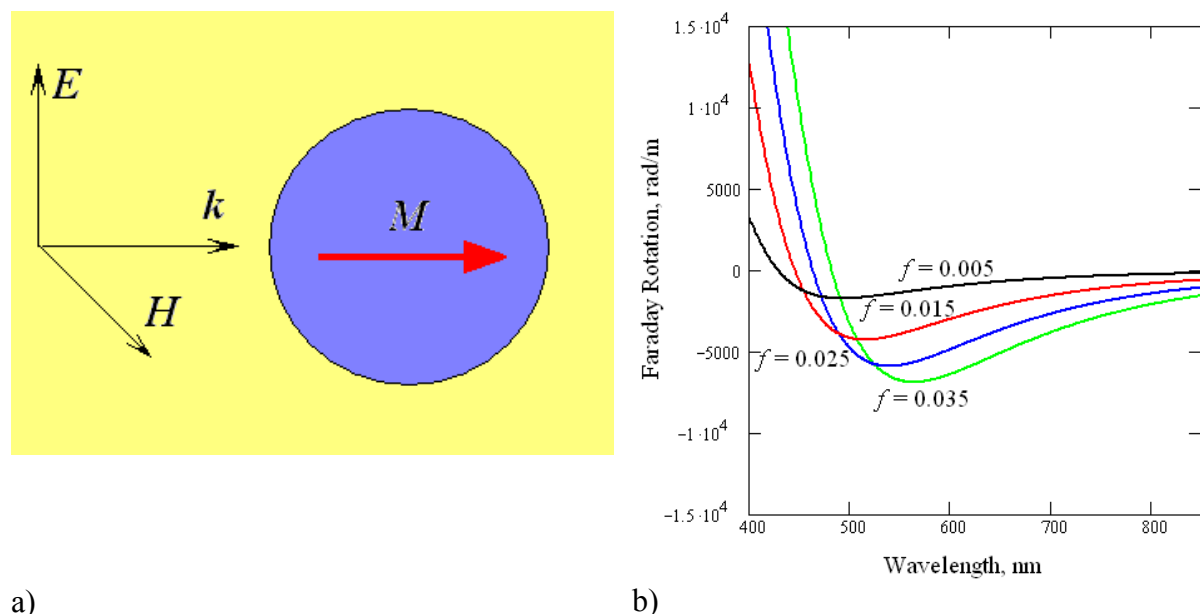 E
k
H
M
a)
Faraday Rotation, rad/m
1.5·10⁴
1·10⁴
5000
0
−5000
−1·10⁴
−1.5·10⁴
f = 0.005
f = 0.015
f = 0.025
f = 0.035
400 500 600 700 800
Wavelength, nm
b)